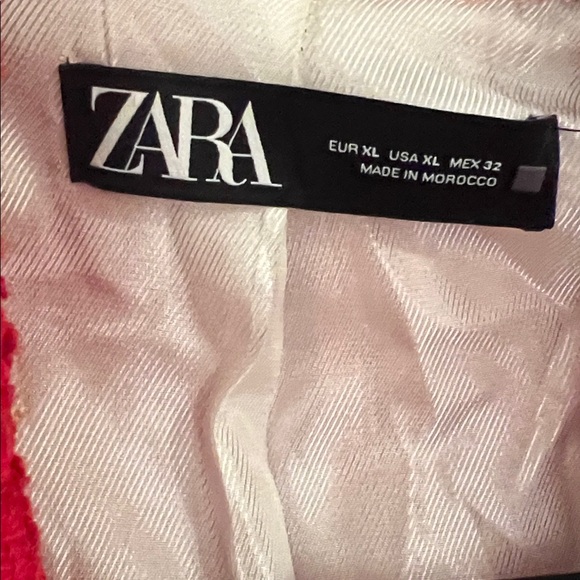 ZARA
EUR XL USA XL MEX 32
MADE IN MOROCCO